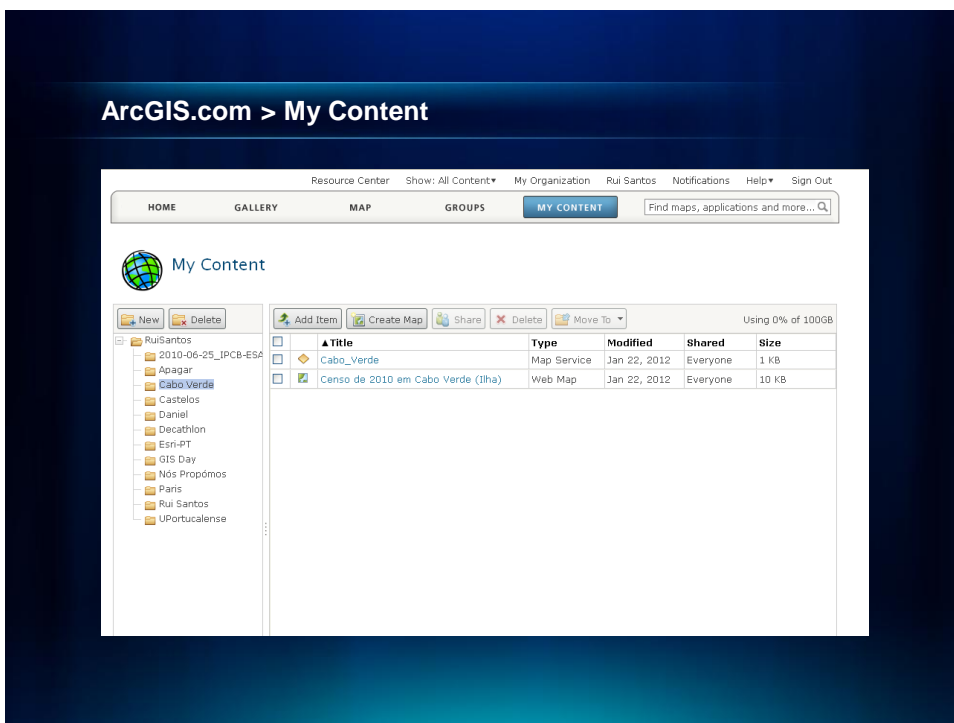 ArcGIS.com > My Content
Resource Center Show: All Content▾ My Organization Rui Santos Notifications Help▾ Sign Out
HOME GALLERY MAP GROUPS MY CONTENT Find maps, applications and more...
My Content
New Delete Add Item Create Map Share Delete Move To ▾ Using 0% of 100GB
RuiSantos
2010-06-25_IPCB-ESA
Apagar
Cabo Verde
Castelos
Daniel
Decathlon
Esri-PT
GIS Day
Nós Propómos
Paris
Rui Santos
UPortucalense
▲Title Type Modified Shared Size
Cabo_Verde Map Service Jan 22, 2012 Everyone 1 KB
Censo de 2010 em Cabo Verde (Ilha) Web Map Jan 22, 2012 Everyone 10 KB